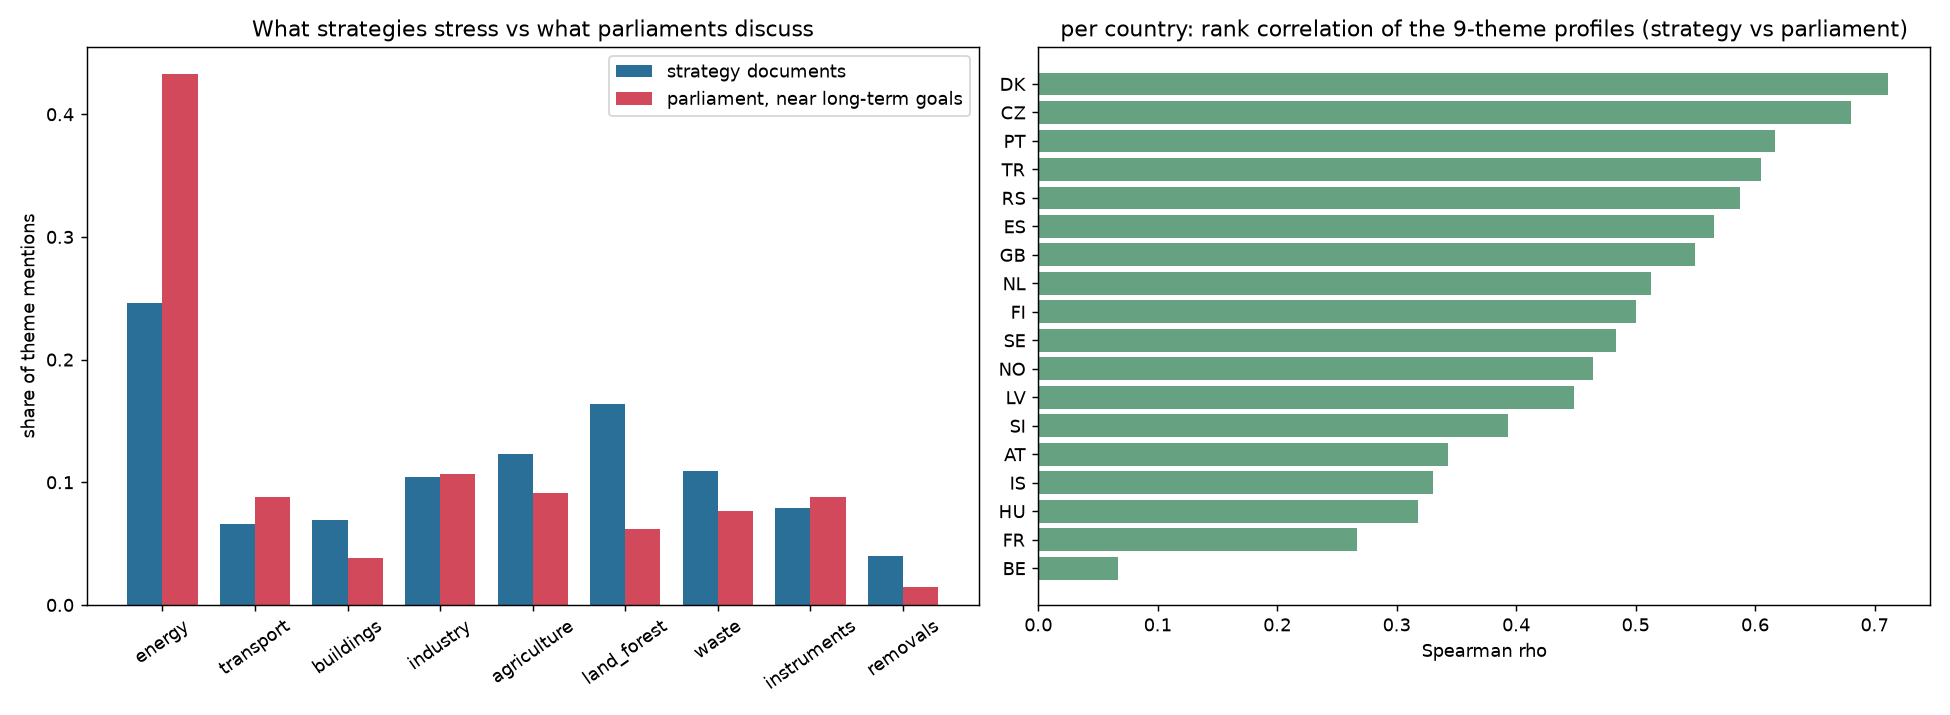 What strategies stress vs what parliaments discuss
strategy documents
parliament, near long-term goals
share of theme mentions
0.4
0.3
0.2
0.1
0.0
energy
transport
buildings
industry
agriculture
land_forest
waste
instruments
removals
per country: rank correlation of the 9-theme profiles (strategy vs parliament)
DK
CZ
PT
TR
RS
ES
GB
NL
FI
SE
NO
LV
SI
AT
IS
HU
FR
BE
0.0 0.1 0.2 0.3 0.4 0.5 0.6 0.7
Spearman rho